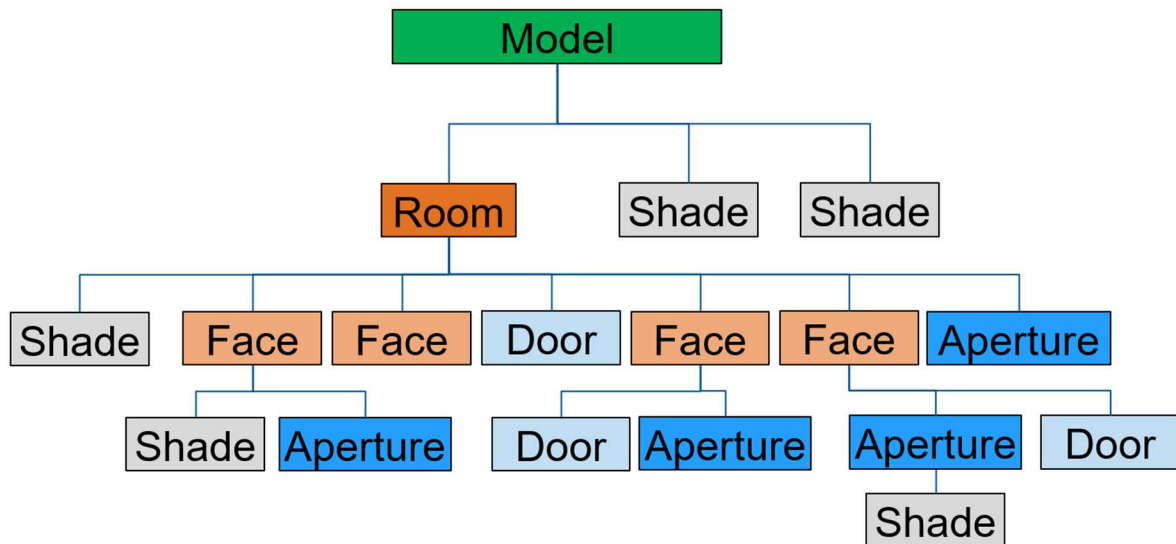 Model
Room Shade Shade
Shade Face Face Door Face Face Aperture
Shade Aperture Door Aperture Aperture Door
Shade